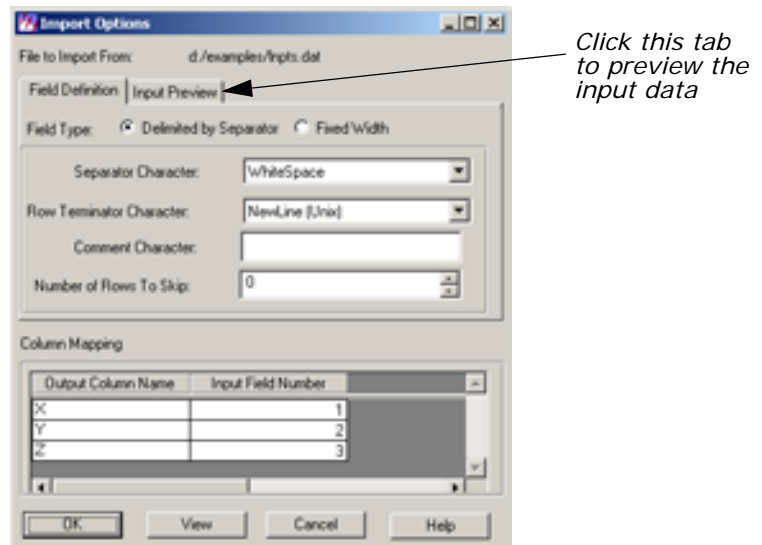 Import Options
File to Import From: d:/examples/Inpts.dat
Click this tab
to preview the
input data
Field Definition Input Preview
Field Type: Delimited by Separator Fixed Width
Separator Character: WhiteSpace
Row Terminator Character: NewLine (Unix)
Comment Character:
Number of Rows To Skip: 0
Column Mapping
Output Column Name Input Field Number
X 1
Y 2
Z 3
OK View Cancel Help